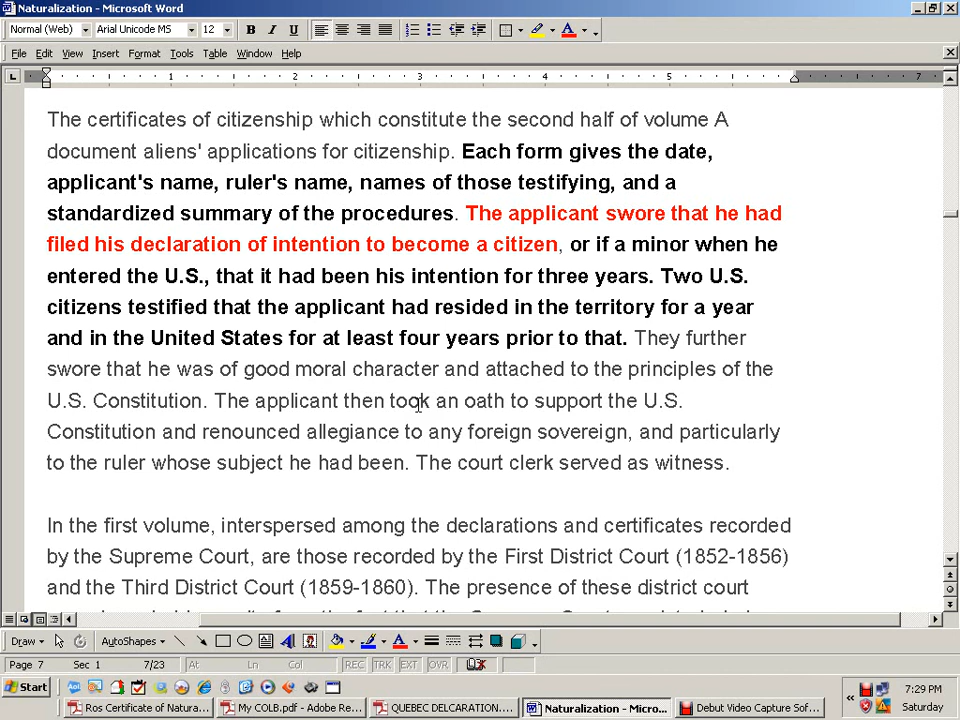 Naturalization - Microsoft Word
Normal (Web) Arial Unicode MS 12 B I U
File Edit View Insert Format Tools Table Window Help
1 2 3 4 5 7
The certificates of citizenship which constitute the second half of volume A
document aliens' applications for citizenship. Each form gives the date,
applicant's name, ruler's name, names of those testifying, and a
standardized summary of the procedures. The applicant swore that he had
filed his declaration of intention to become a citizen, or if a minor when he
entered the U.S., that it had been his intention for three years. Two U.S.
citizens testified that the applicant had resided in the territory for a year
and in the United States for at least four years prior to that. They further
swore that he was of good moral character and attached to the principles of the
U.S. Constitution. The applicant then took an oath to support the U.S.
Constitution and renounced allegiance to any foreign sovereign, and particularly
to the ruler whose subject he had been. The court clerk served as witness.
In the first volume, interspersed among the declarations and certificates recorded
by the Supreme Court, are those recorded by the First District Court (1852-1856)
and the Third District Court (1859-1860). The presence of these district court
Draw AutoShapes
Page 7 Sec 1 7/23 At Ln Col REC TRK EXT OVR
Start 7:29 PM
Ros Certificate of Natura... My COLB.pdf - Adobe Re... QUEBEC DELCARATION.... Naturalization - Micros... Debut Video Capture Sof... Saturday